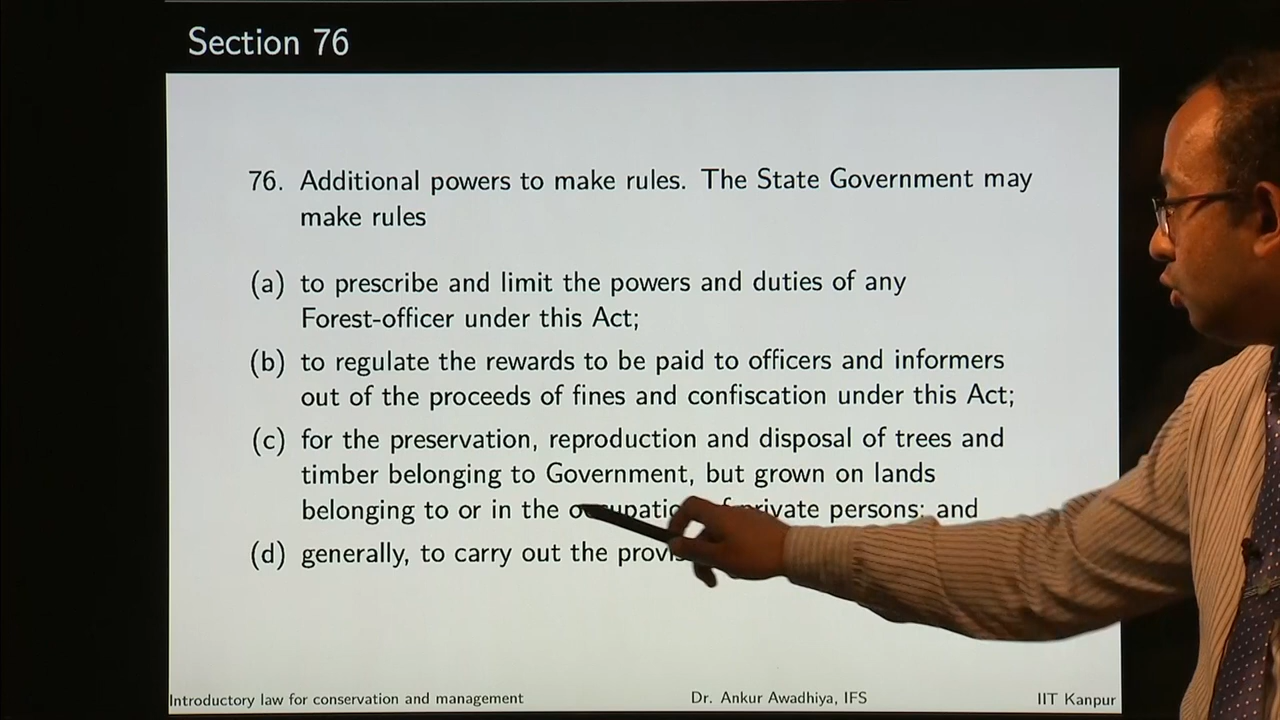 Section 76
76. Additional powers to make rules. The State Government may
make rules
(a) to prescribe and limit the powers and duties of any
Forest-officer under this Act;
(b) to regulate the rewards to be paid to officers and informers
out of the proceeds of fines and confiscation under this Act;
(c) for the preservation, reproduction and disposal of trees and
timber belonging to Government, but grown on lands
belonging to or in the private persons; and
(d) generally, to carry out the
Introductory law for conservation and management Dr. Ankur Awadhiya, IFS IIT Kanpur